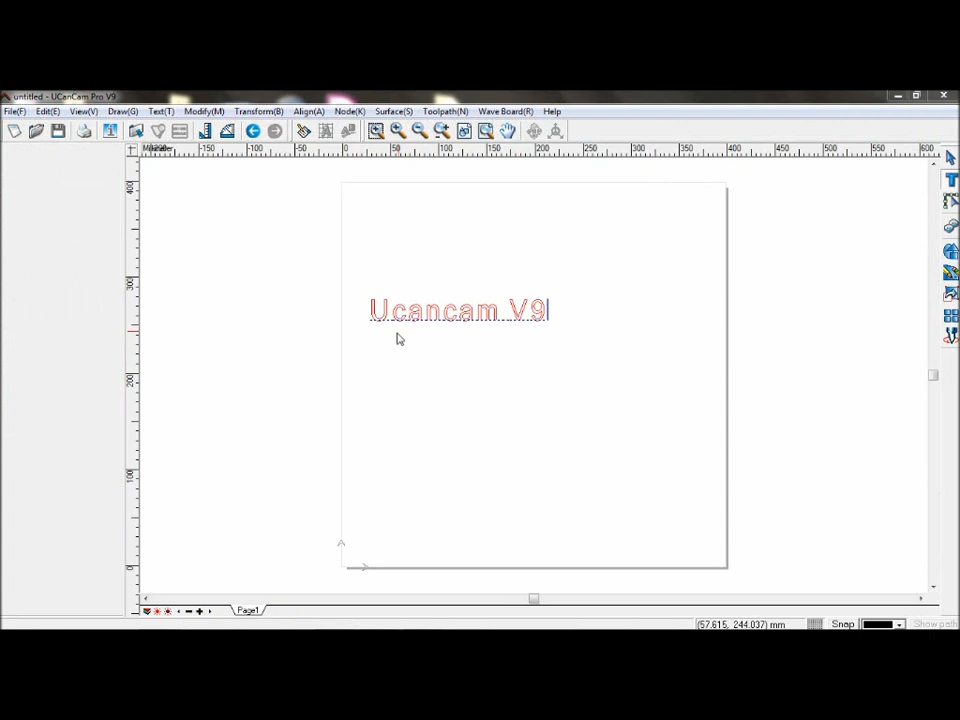 untitled - UCanCam Pro V9
File(F) Edit(E) View(V) Draw(G) Text(T) Modify(M) Transform(B) Align(A) Node(K) Surface(S) Toolpath(N) Wave Board(R) Help
-150 -100 -50 0 50 100 150 200 250 300 350 400 450 500 550 600
400
300
200
100
0
Ucancam V9
Page1
(57.615, 244.037) mm Snap Show path